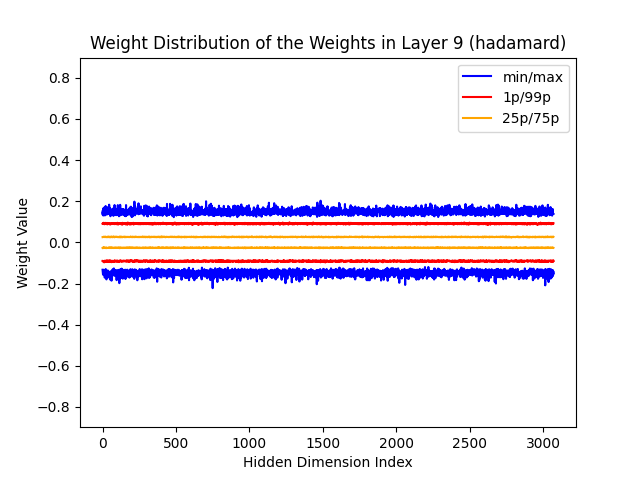 Weight Distribution of the Weights in Layer 9 (hadamard)
min/max
1p/99p
25p/75p
0.8
0.6
0.4
0.2
0.0
−0.2
−0.4
−0.6
−0.8
Weight Value
0 500 1000 1500 2000 2500 3000
Hidden Dimension Index